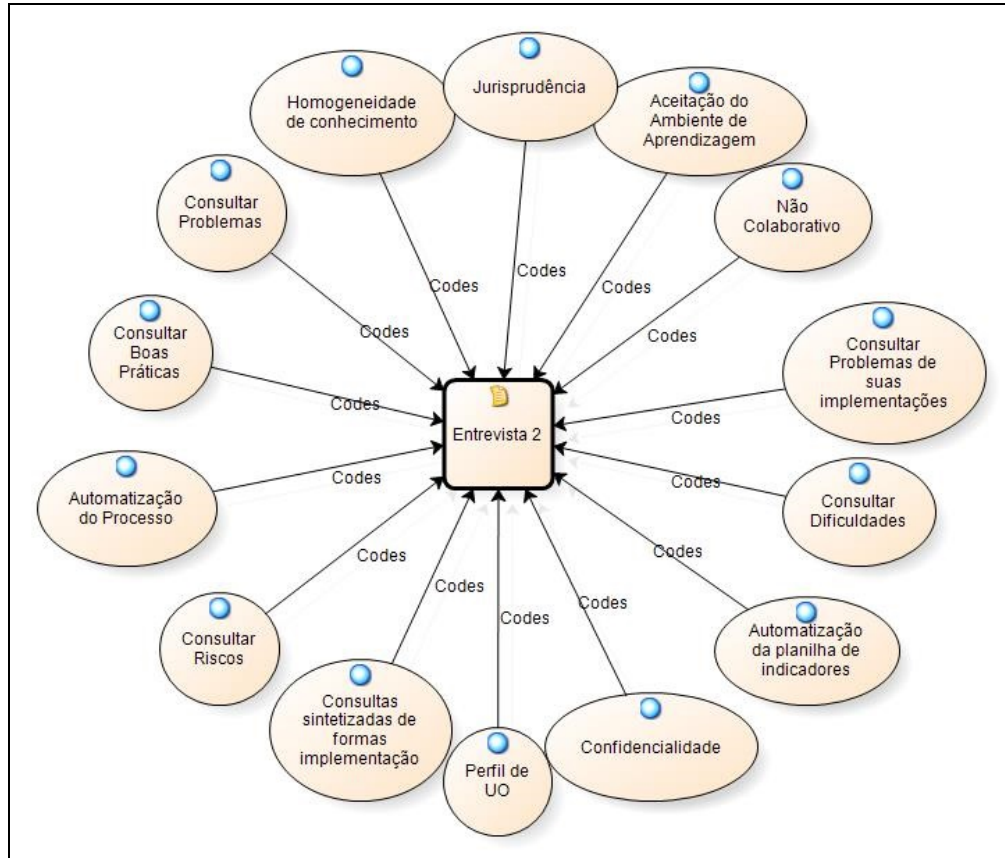 Jurisprudência
Homogeneidade
de conhecimento
Aceitação do
Ambiente de
Aprendizagem
Consultar
Problemas
Não
Colaborativo
Codes
Codes
Codes
Codes
Codes
Consultar
Boas
Práticas
Consultar
Problemas de
suas
implementações
Codes
Codes
Entrevista 2
Automatização
do Processo
Codes
Codes
Consultar
Dificuldades
Codes
Codes
Codes
Codes
Codes
Consultar
Riscos
Automatização
da planilha de
indicadores
Consultas
sintetizadas de
formas
implementação
Perfil de
UO
Confidencialidade